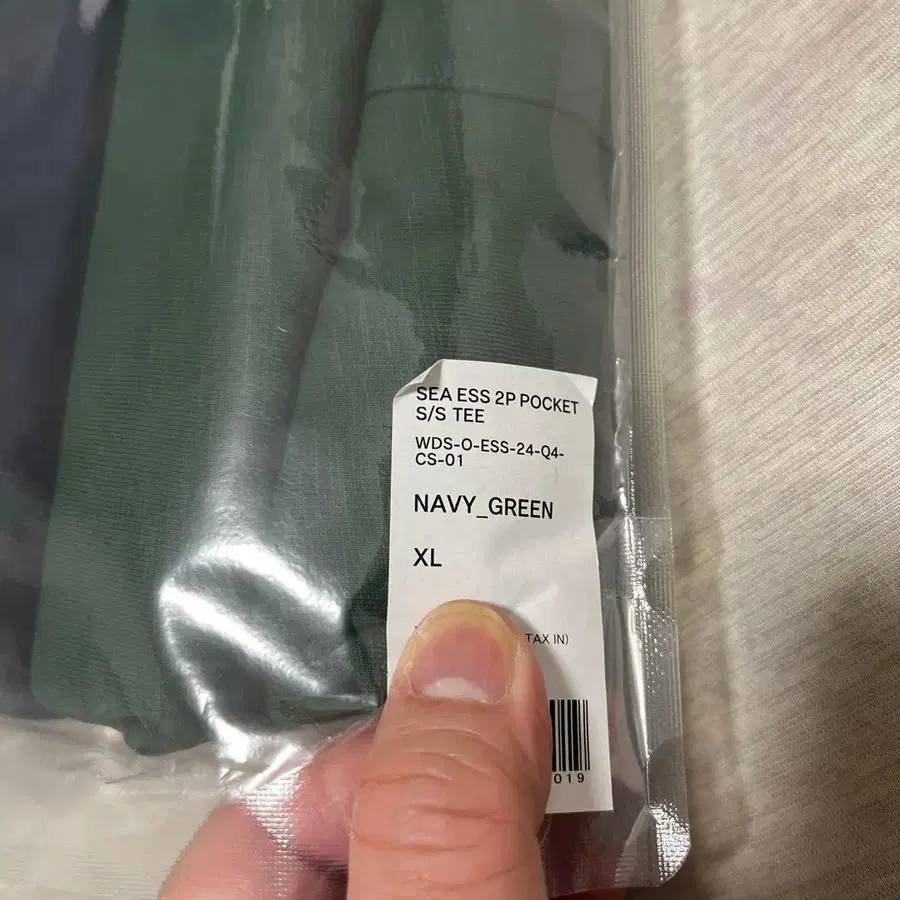 SEA ESS 2P POCKET
S/S TEE
WDS-O-ESS-24-Q4-
CS-01
NAVY_GREEN
XL
TAX IN)
019